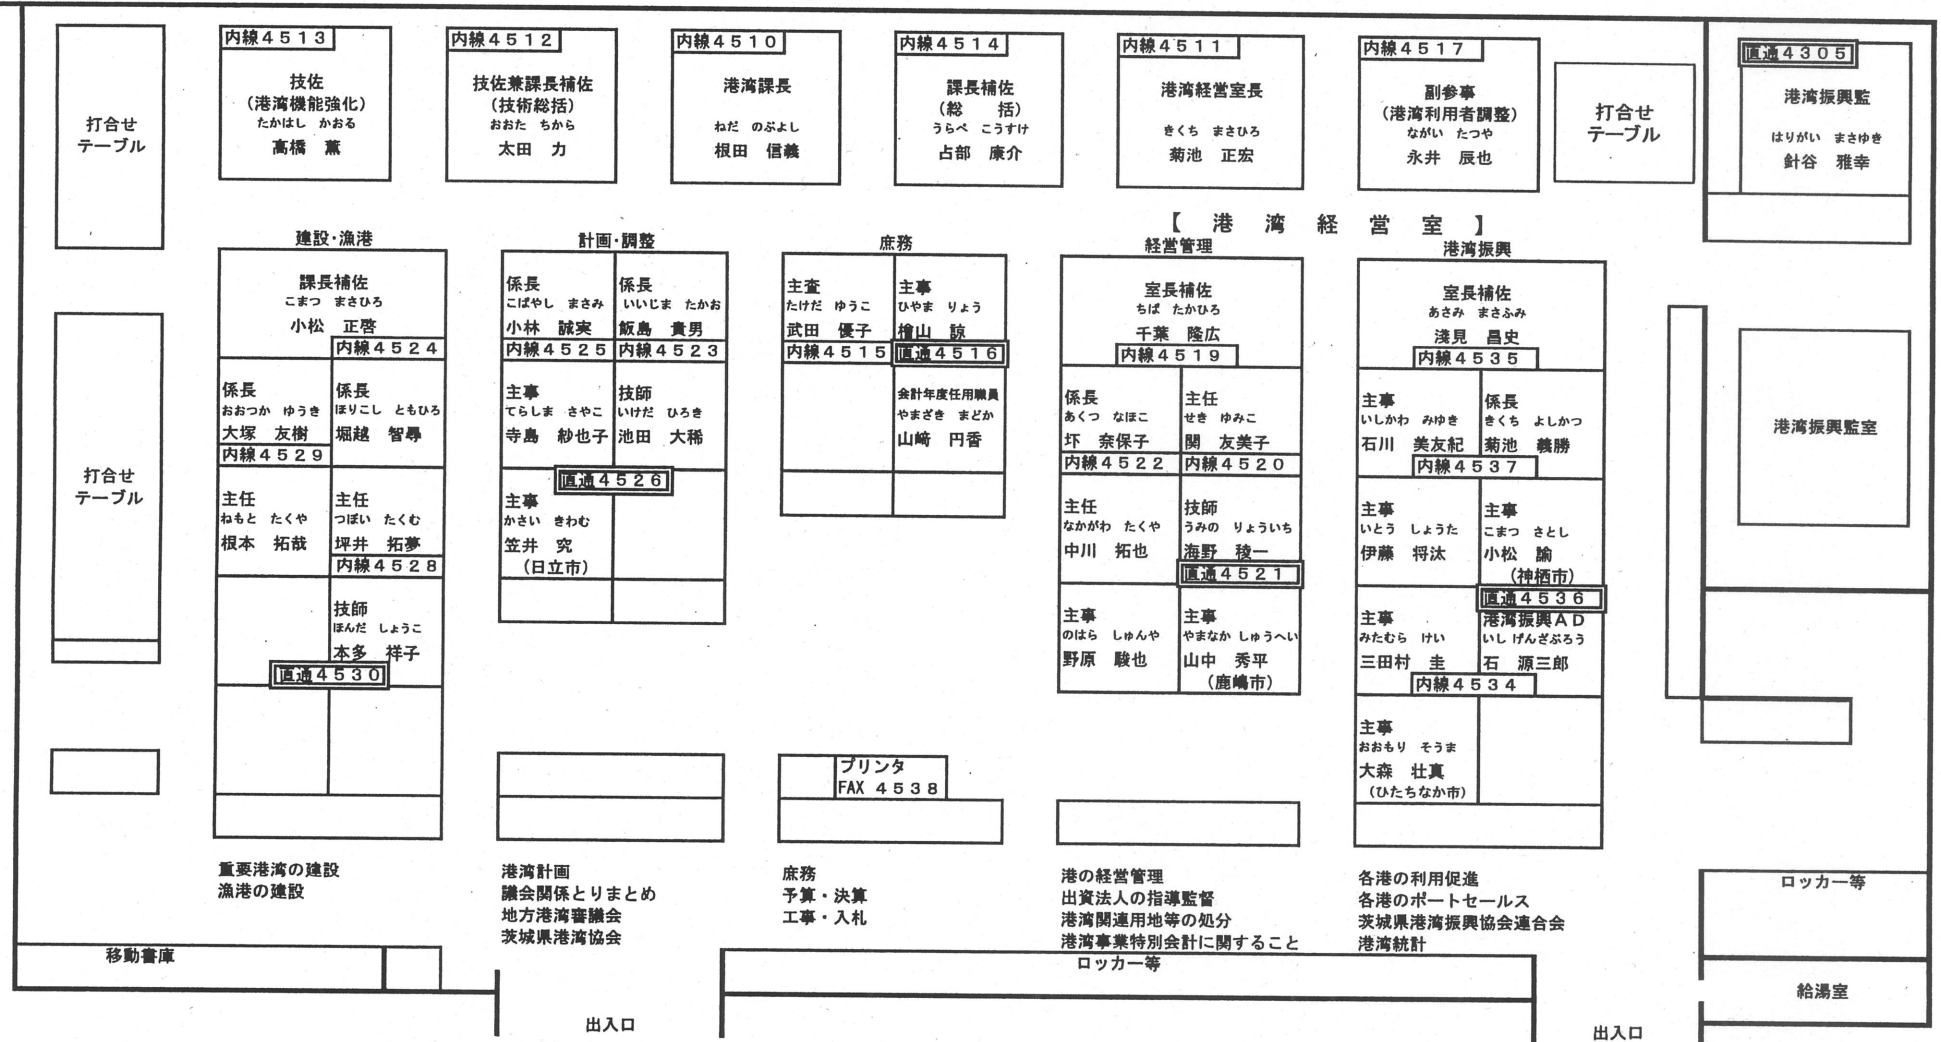 内線4513
技佐
(港湾機能強化)
たかはし かおる
高橋 薫
内線4512
技佐兼課長補佐
(技術総括)
おおた ちから
太田 力
内線4510
港湾課長
ねだ のぶよし
根田 信義
内線4514
課長補佐
(総 括)
うらべ こうすけ
占部 康介
内線4511
港湾経営室長
きくち まさひろ
菊池 正宏
内線4517
副参事
(港湾利用者調整)
ながい たつや
永井 辰也
直通4305
港湾振興監
はりがい まさゆき
針谷 雅幸
打合せ
テーブル
打合せ
テーブル
打合せ
テーブル
建設・漁港
課長補佐
こまつ まさひろ
小松 正啓
内線4524
係長
おおつか ゆうき
大塚 友樹
内線4529
係長
ほりこし ともひろ
堀越 智尋
主任
ねもと たくや
根本 拓哉
主任
つぼい たくむ
坪井 拓夢
内線4528
技師
ほんだ しょうこ
本多 祥子
直通4530
重要港湾の建設
漁港の建設
計画・調整
係長
こばやし まさみ
小林 誠実
内線4525
係長
いいじま たかお
飯島 貴男
内線4523
主事
てらしま さやこ
寺島 紗也子
技師
いけだ ひろき
池田 大稀
直通4526
主事
かさい きわむ
笠井 究
(日立市)
港湾計画
議会関係とりまとめ
地方港湾審議会
茨城県港湾協会
庶務
主査
たけだ ゆうこ
武田 優子
内線4515
主事
ひやま りょう
檜山 諒
直通4516
会計年度任用職員
やまざき まどか
山﨑 円香
プリンタ
FAX 4538
庶務
予算・決算
工事・入札
【 港 湾 経 営 室 】
経営管理
室長補佐
ちば たかひろ
千葉 隆広
内線4519
係長
あくつ なほこ
圷 奈保子
内線4522
主任
せき ゆみこ
関 友美子
内線4520
主任
なかがわ たくや
中川 拓也
技師
うみの りょういち
海野 稜一
直通4521
主事
のはら しゅんや
野原 駿也
主事
やまなか しゅうへい
山中 秀平
(鹿嶋市)
港の経営管理
出資法人の指導監督
港湾関連用地等の処分
港湾事業特別会計に関すること
港湾振興
室長補佐
あさみ まさふみ
淺見 昌史
内線4535
主事
いしかわ みゆき
石川 美友紀
係長
きくち よしかつ
菊池 義勝
内線4537
主事
いとう しょうた
伊藤 将汰
主事
こまつ さとし
小松 諭
(神栖市)
直通4536
主事
みたむら けい
三田村 圭
港湾振興AD
いし げんざぶろう
石 源三郎
内線4534
主事
おおもり そうま
大森 壮真
(ひたちなか市)
各港の利用促進
各港のポートセールス
茨城県港湾振興協会連合会
港湾統計
港湾振興監室
ロッカー等
移動書庫
ロッカー等
給湯室
出入口
出入口